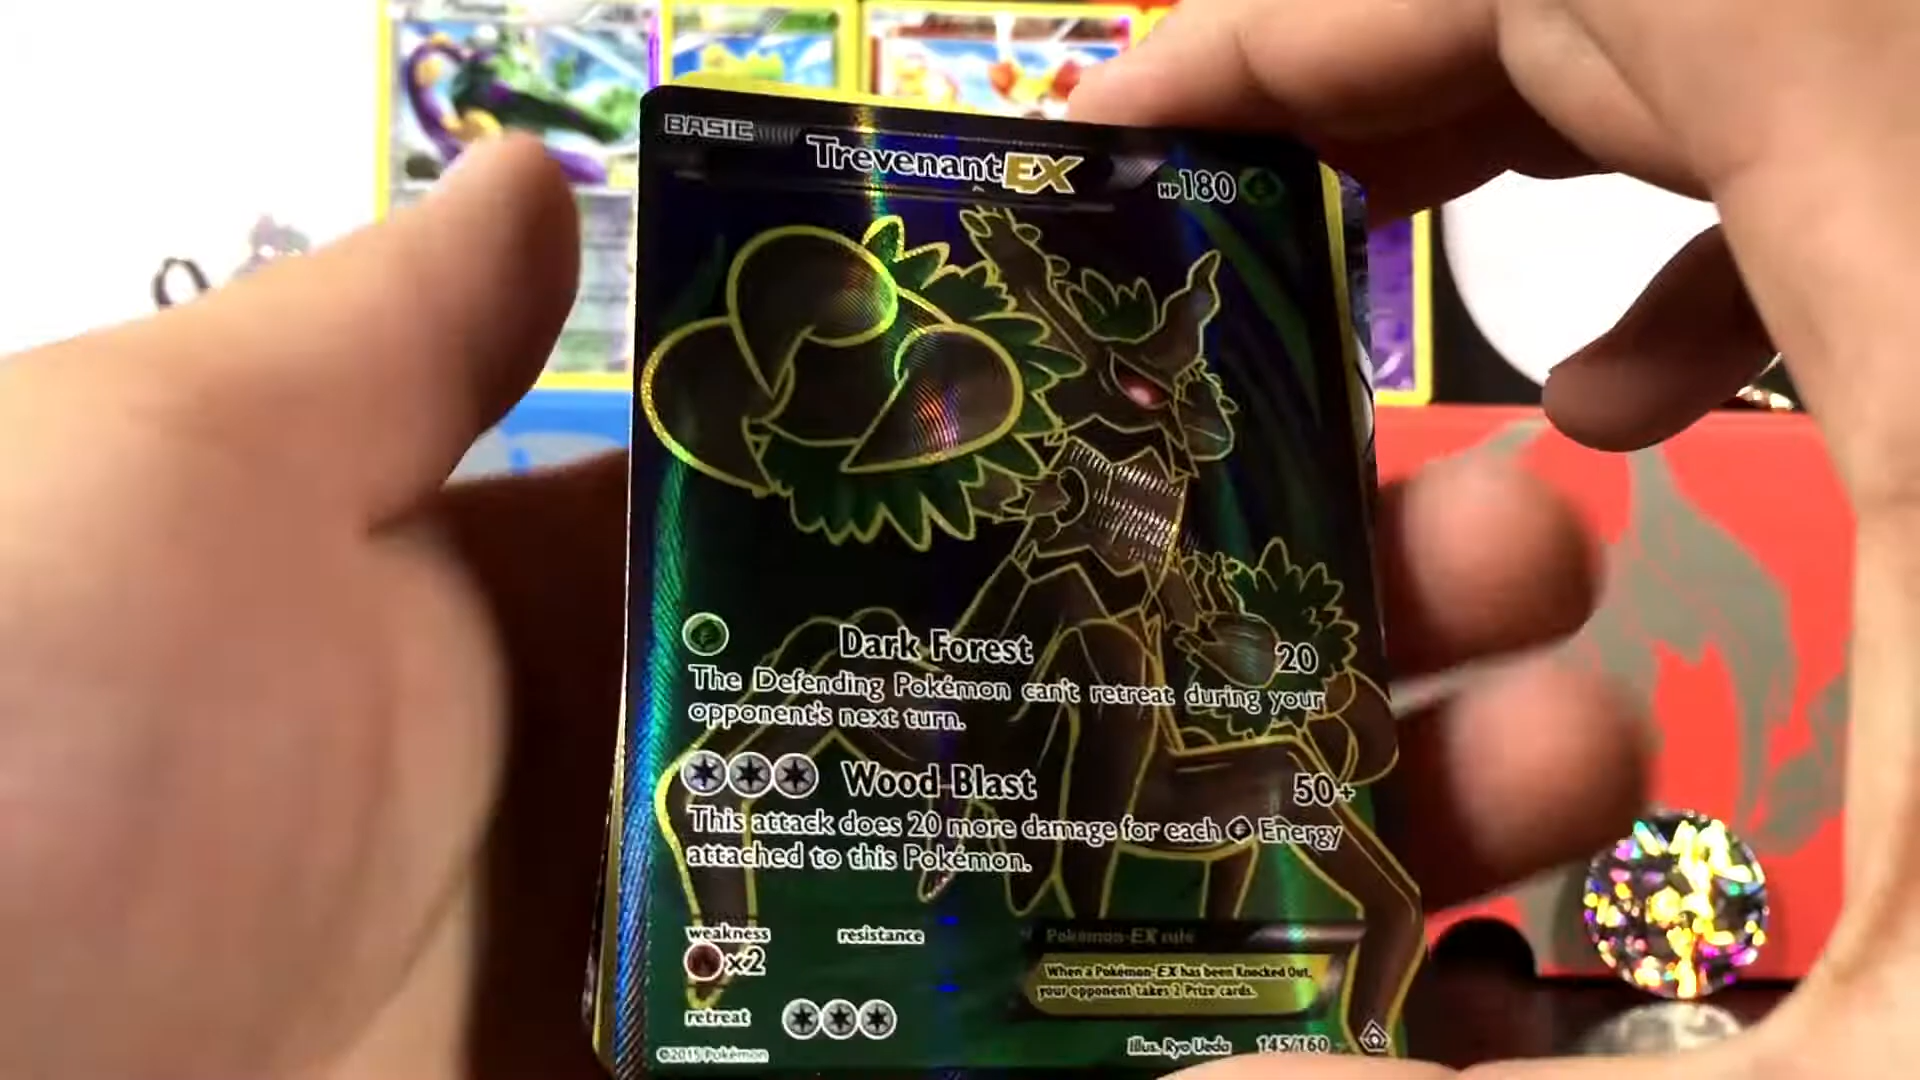 BASIC
TrevenantEX
HP180
Dark Forest 20
The Defending Pokémon can't retreat during your
opponent's next turn.
Wood Blast 50+
This attack does 20 more damage for each Energy
attached to this Pokémon.
weakness resistance
x2
Pokémon-EX rule
When a Pokémon-EX has been Knocked Out,
your opponent takes 2 Prize cards.
retreat
©2015 Pokémon
Illus. Ryo Ueda 145/160